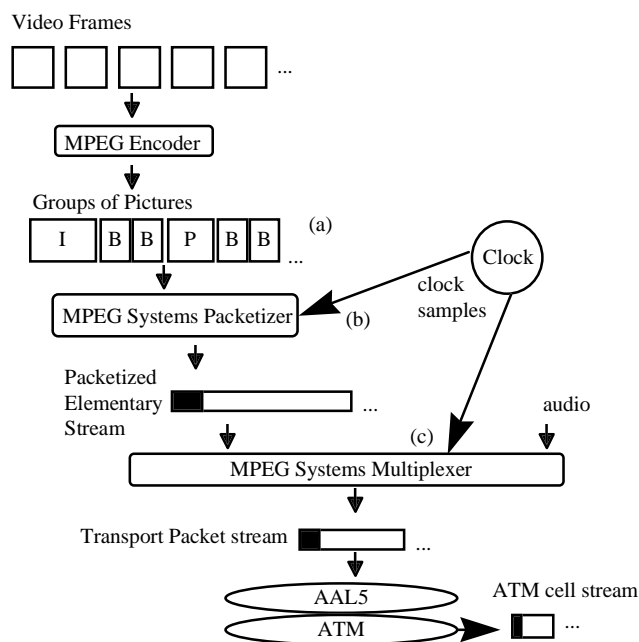 Video Frames
...
MPEG Encoder
Groups of Pictures
I B B P B B ...
(a)
Clock
clock
samples
MPEG Systems Packetizer
(b)
Packetized
Elementary
Stream
...
audio
(c)
MPEG Systems Multiplexer
Transport Packet stream
...
AAL5
ATM cell stream
ATM
...